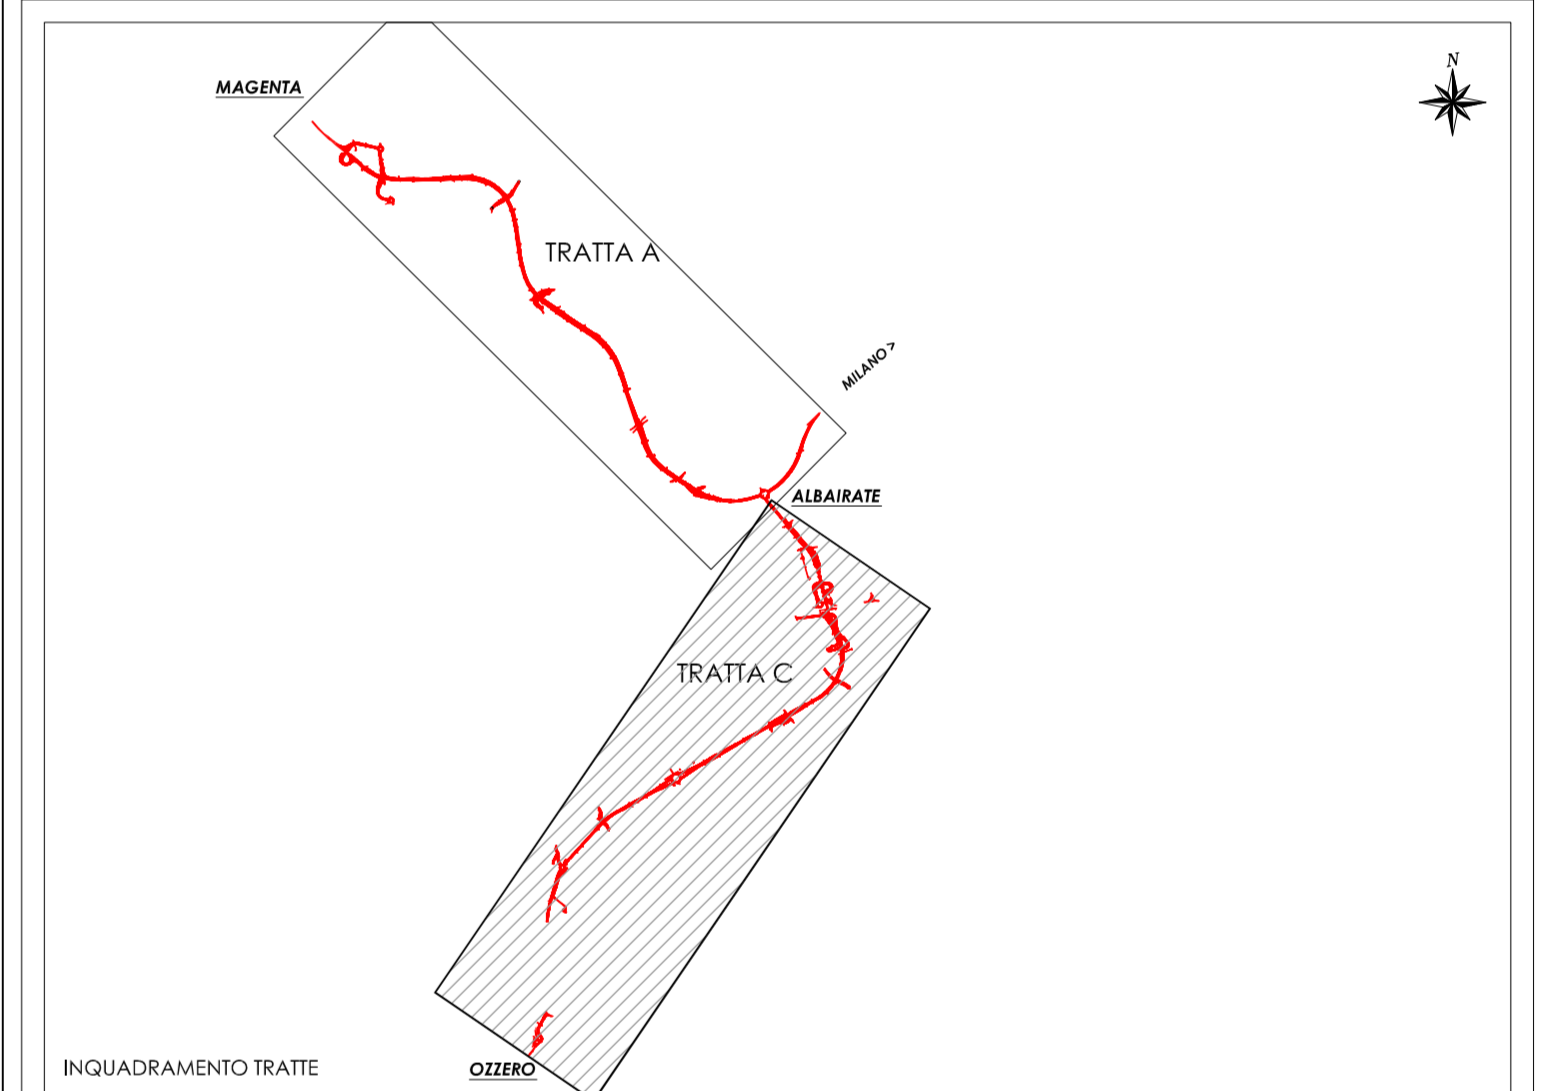 N
MAGENTA
TRATTA A
MILANO >
ALBAIRATE
TRATTA C
INQUADRAMENTO TRATTE
OZZERO